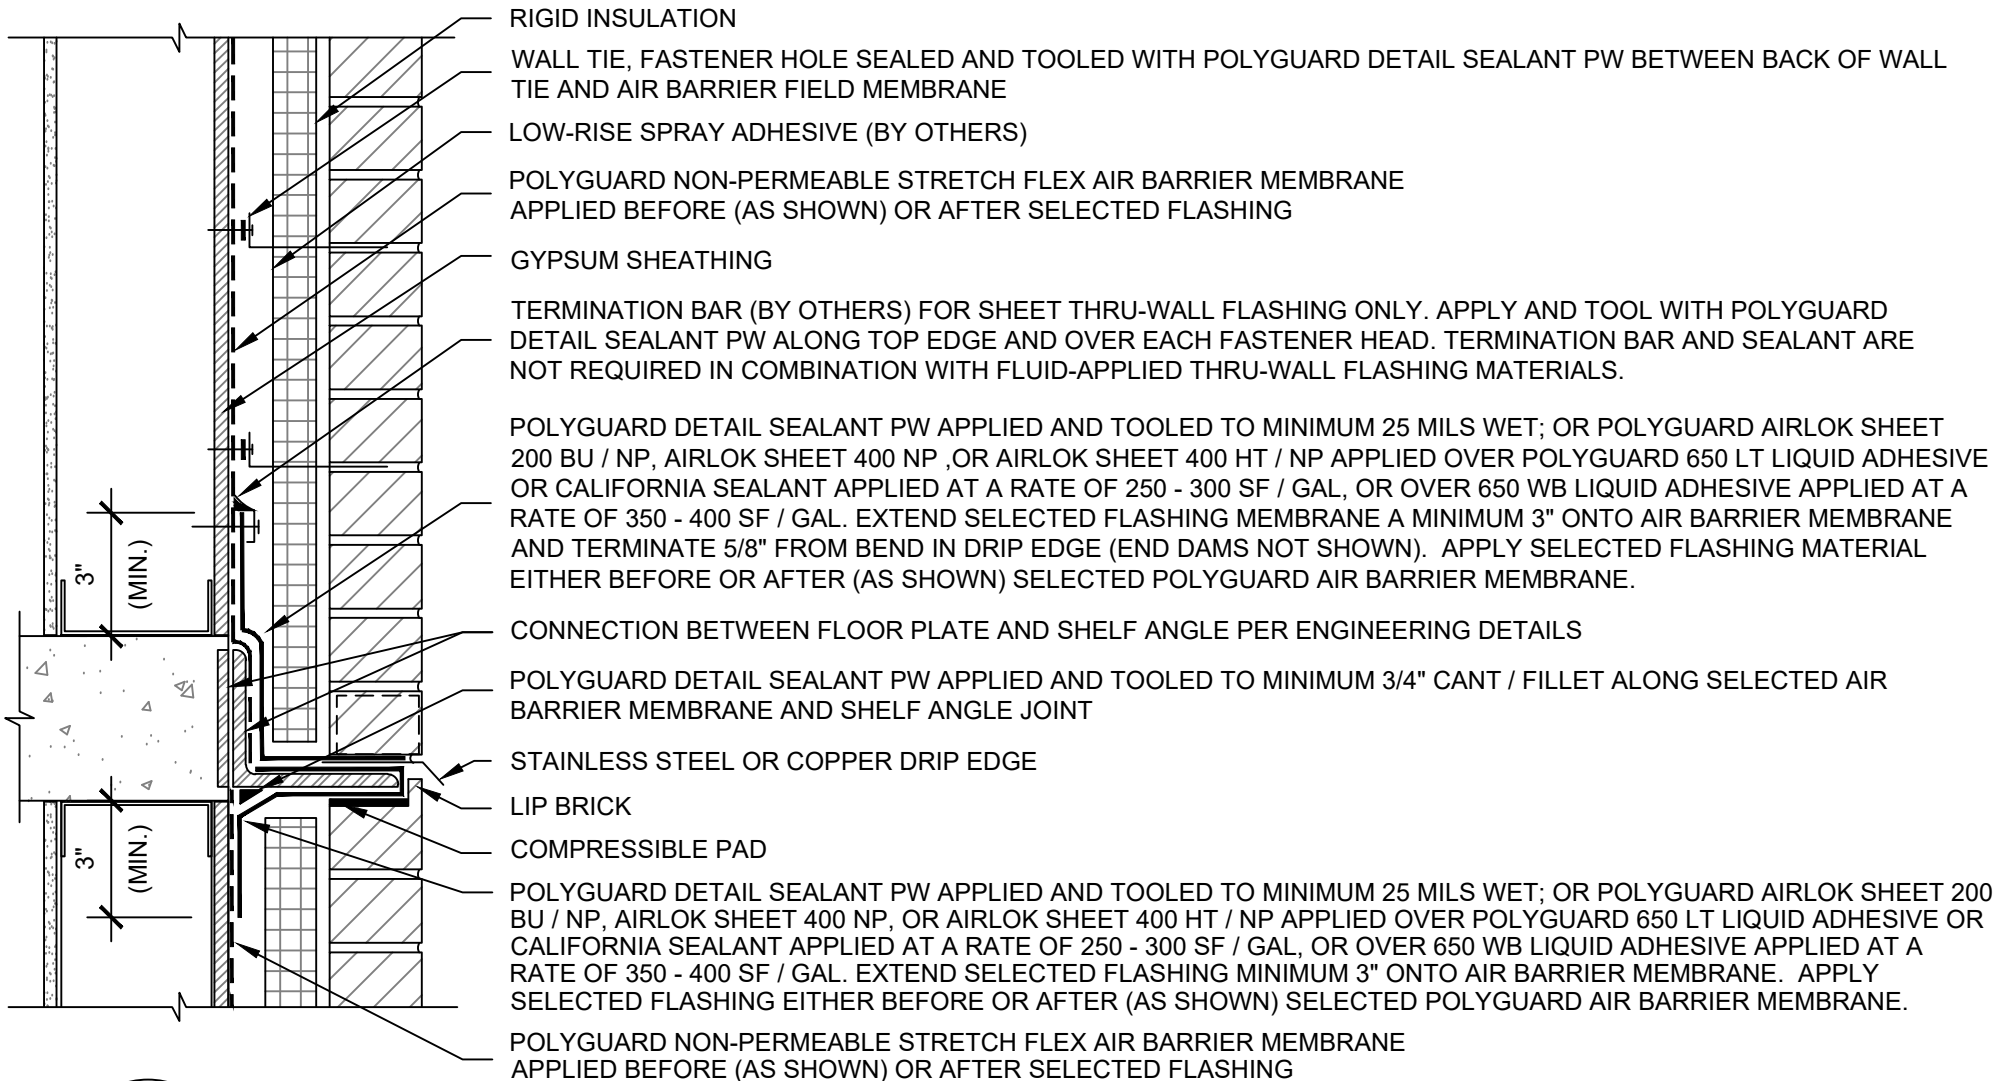 RIGID INSULATION
WALL TIE, FASTENER HOLE SEALED AND TOOLED WITH POLYGUARD DETAIL SEALANT PW BETWEEN BACK OF WALL
TIE AND AIR BARRIER FIELD MEMBRANE
LOW-RISE SPRAY ADHESIVE (BY OTHERS)
POLYGUARD NON-PERMEABLE STRETCH FLEX AIR BARRIER MEMBRANE
APPLIED BEFORE (AS SHOWN) OR AFTER SELECTED FLASHING
GYPSUM SHEATHING
TERMINATION BAR (BY OTHERS) FOR SHEET THRU-WALL FLASHING ONLY. APPLY AND TOOL WITH POLYGUARD
DETAIL SEALANT PW ALONG TOP EDGE AND OVER EACH FASTENER HEAD. TERMINATION BAR AND SEALANT ARE
NOT REQUIRED IN COMBINATION WITH FLUID-APPLIED THRU-WALL FLASHING MATERIALS.
POLYGUARD DETAIL SEALANT PW APPLIED AND TOOLED TO MINIMUM 25 MILS WET; OR POLYGUARD AIRLOK SHEET
200 BU / NP, AIRLOK SHEET 400 NP ,OR AIRLOK SHEET 400 HT / NP APPLIED OVER POLYGUARD 650 LT LIQUID ADHESIVE
OR CALIFORNIA SEALANT APPLIED AT A RATE OF 250 - 300 SF / GAL, OR OVER 650 WB LIQUID ADHESIVE APPLIED AT A
RATE OF 350 - 400 SF / GAL. EXTEND SELECTED FLASHING MEMBRANE A MINIMUM 3" ONTO AIR BARRIER MEMBRANE
AND TERMINATE 5/8" FROM BEND IN DRIP EDGE (END DAMS NOT SHOWN). APPLY SELECTED FLASHING MATERIAL
EITHER BEFORE OR AFTER (AS SHOWN) SELECTED POLYGUARD AIR BARRIER MEMBRANE.
3"
(MIN.)
CONNECTION BETWEEN FLOOR PLATE AND SHELF ANGLE PER ENGINEERING DETAILS
POLYGUARD DETAIL SEALANT PW APPLIED AND TOOLED TO MINIMUM 3/4" CANT / FILLET ALONG SELECTED AIR
BARRIER MEMBRANE AND SHELF ANGLE JOINT
STAINLESS STEEL OR COPPER DRIP EDGE
LIP BRICK
COMPRESSIBLE PAD
3"
(MIN.)
POLYGUARD DETAIL SEALANT PW APPLIED AND TOOLED TO MINIMUM 25 MILS WET; OR POLYGUARD AIRLOK SHEET 200
BU / NP, AIRLOK SHEET 400 NP, OR AIRLOK SHEET 400 HT / NP APPLIED OVER POLYGUARD 650 LT LIQUID ADHESIVE OR
CALIFORNIA SEALANT APPLIED AT A RATE OF 250 - 300 SF / GAL, OR OVER 650 WB LIQUID ADHESIVE APPLIED AT A
RATE OF 350 - 400 SF / GAL. EXTEND SELECTED FLASHING MINIMUM 3" ONTO AIR BARRIER MEMBRANE. APPLY
SELECTED FLASHING EITHER BEFORE OR AFTER (AS SHOWN) SELECTED POLYGUARD AIR BARRIER MEMBRANE.
POLYGUARD NON-PERMEABLE STRETCH FLEX AIR BARRIER MEMBRANE
APPLIED BEFORE (AS SHOWN) OR AFTER SELECTED FLASHING